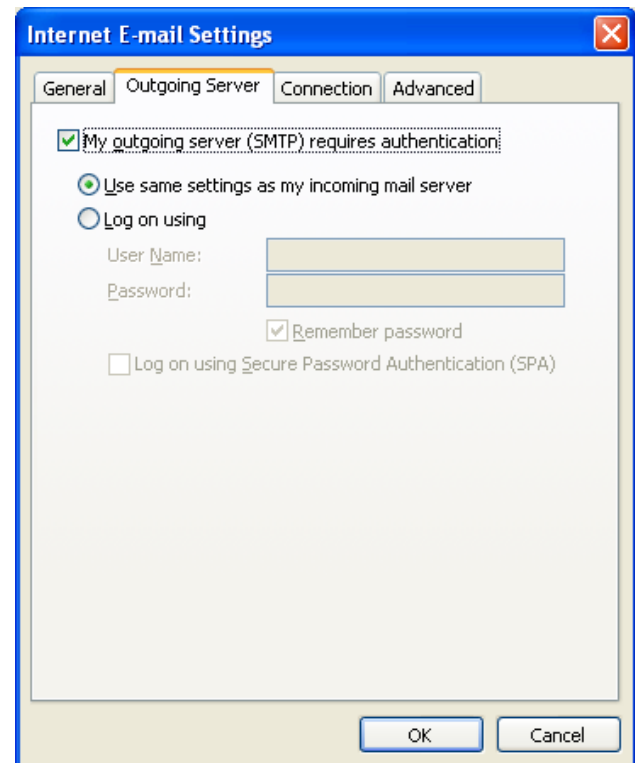 Internet E-mail Settings
General Outgoing Server Connection Advanced
My outgoing server (SMTP) requires authentication
Use same settings as my incoming mail server
Log on using
User Name:
Password:
Remember password
Log on using Secure Password Authentication (SPA)
OK Cancel